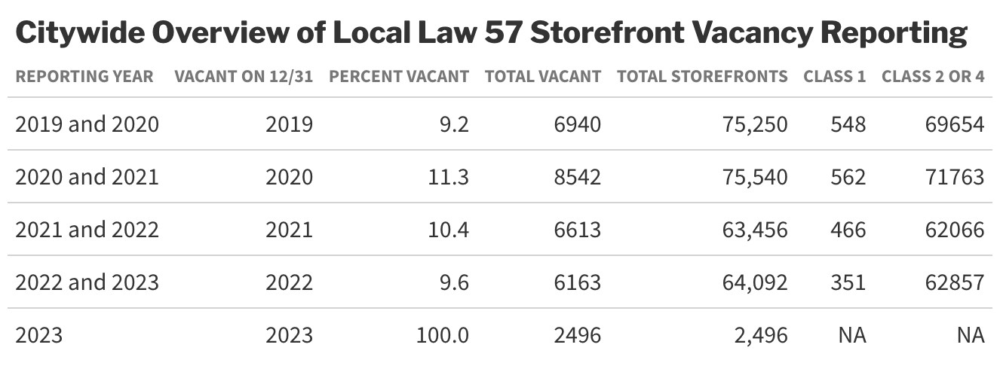 Citywide Overview of Local Law 57 Storefront Vacancy Reporting
REPORTING YEAR VACANT ON 12/31 PERCENT VACANT TOTAL VACANT TOTAL STOREFRONTS CLASS 1 CLASS 2 OR 4
2019 and 2020 2019 9.2 6940 75,250 548 69654
2020 and 2021 2020 11.3 8542 75,540 562 71763
2021 and 2022 2021 10.4 6613 63,456 466 62066
2022 and 2023 2022 9.6 6163 64,092 351 62857
2023 2023 100.0 2496 2,496 NA NA